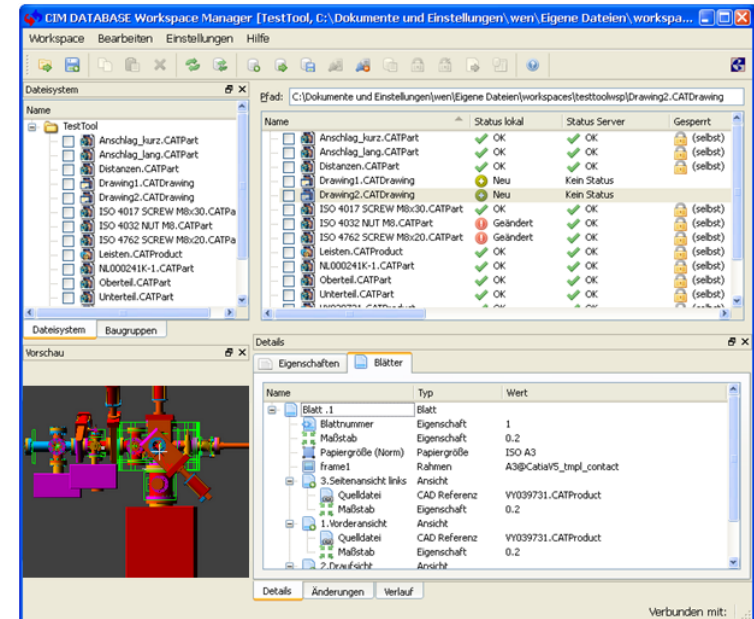 CIM DATABASE Workspace Manager [TestTool, C:\Dokumente und Einstellungen\wen\Eigene Dateien\workspa...
Workspace Bearbeiten Einstellungen Hilfe
Dateisystem
Name
TestTool
Anschlag_kurz.CATPart
Anschlag_lang.CATPart
Distanzen.CATPart
Drawing1.CATDrawing
Drawing2.CATDrawing
ISO 4017 SCREW M8x30.CATPa
ISO 4032 NUT M8.CATPart
ISO 4762 SCREW M8x20.CATPa
Leisten.CATProduct
NL000241K-1.CATPart
Oberteil.CATPart
Unterteil.CATPart
Dateisystem Baugruppen
Pfad: C:\Dokumente und Einstellungen\wen\Eigene Dateien\workspaces\testtoolwsp\Drawing2.CATDrawing
Name Status lokal Status Server Gesperrt
Anschlag_kurz.CATPart OK OK (selbst)
Anschlag_lang.CATPart OK OK (selbst)
Distanzen.CATPart OK OK (selbst)
Drawing1.CATDrawing Neu Kein Status
Drawing2.CATDrawing Neu Kein Status
ISO 4017 SCREW M8x30.CATPart OK OK (selbst)
ISO 4032 NUT M8.CATPart Geändert OK (selbst)
ISO 4762 SCREW M8x20.CATPart Geändert OK (selbst)
Leisten.CATProduct OK OK (selbst)
NL000241K-1.CATPart OK OK (selbst)
Oberteil.CATPart OK OK (selbst)
Unterteil.CATPart OK OK (selbst)
Vorschau
Details
Eigenschaften Blätter
Name Typ Wert
Blatt .1 Blatt
Blattnummer Eigenschaft 1
Maßstab Eigenschaft 0.2
Papiergröße (Norm) Papiergröße ISO A3
frame1 Rahmen A3@CatiaV5_tmpl_contact
3.Seitenansicht links Ansicht
Quelldatei CAD Referenz VY039731.CATProduct
Maßstab Eigenschaft 0.2
1.Vorderansicht Ansicht
Quelldatei CAD Referenz VY039731.CATProduct
Maßstab Eigenschaft 0.2
2.Draufsicht Ansicht
Details Änderungen Verlauf
Verbunden mit: